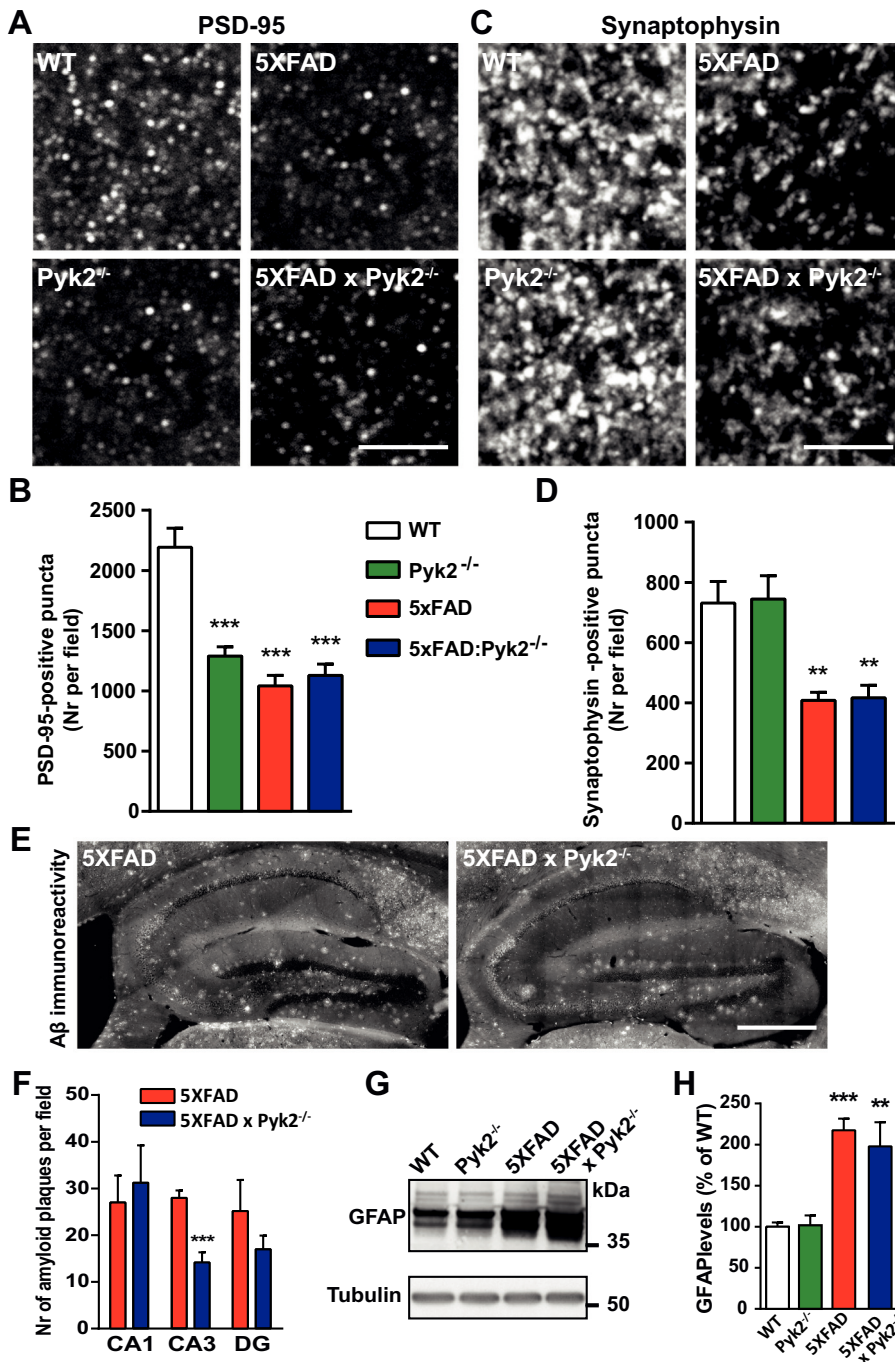 A
PSD-95
WT
5XFAD
Pyk2-/-
5XFAD x Pyk2-/-
C
Synaptophysin
WT
5XFAD
Pyk2-/-
5XFAD x Pyk2-/-
B
PSD-95-positive puncta
(Nr per field)
2500
2000
1500
1000
500
0
***
***
***
WT
Pyk2 -/-
5xFAD
5xFAD:Pyk2-/-
D
Synaptophysin -positive puncta
(Nr per field)
1000
800
600
400
200
0
**
**
E
Aβ immunoreactivity
5XFAD
5XFAD x Pyk2-/-
F
Nr of amyloid plaques per field
50
40
30
20
10
0
5XFAD
5XFAD x Pyk2-/-
***
CA1
CA3
DG
G
WT
Pyk2-/-
5XFAD
5XFAD
x Pyk2-/-
kDa
GFAP
35
Tubulin
50
H
GFAPlevels (% of WT)
250
200
150
100
50
0
***
**
WT
Pyk2-/-
5XFAD
5XFAD
x Pyk2-/-